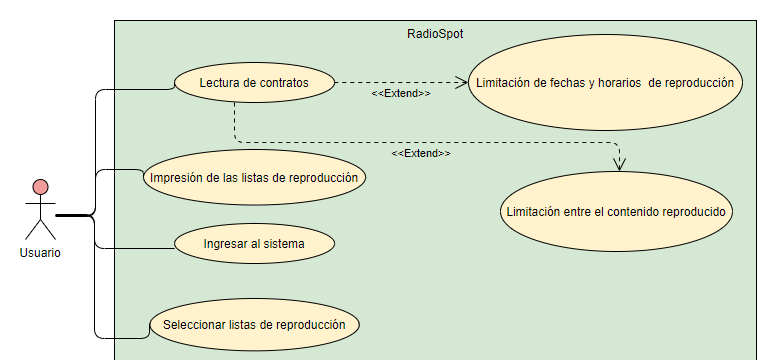 RadioSpot
Lectura de contratos
<<Extend>>
Limitación de fechas y horarios de reproducción
<<Extend>>
Impresión de las listas de reproducción
Limitación entre el contenido reproducido
Usuario
Ingresar al sistema
Seleccionar listas de reproducción